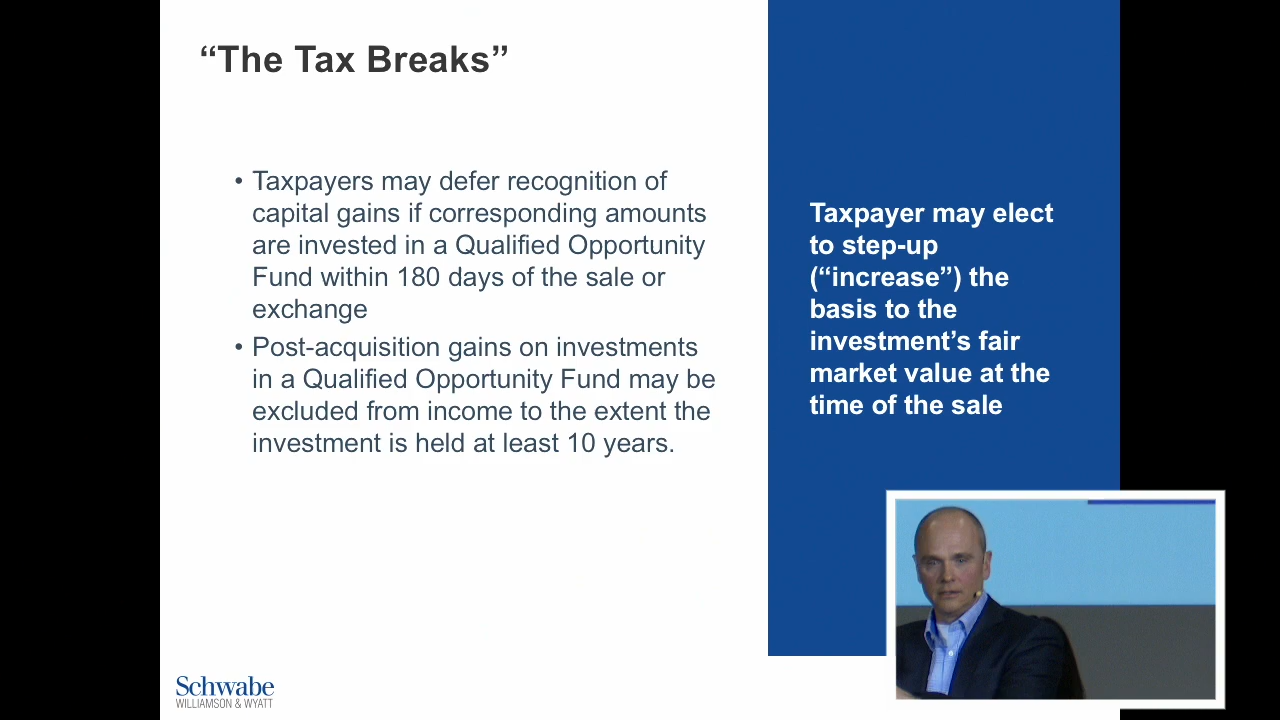 “The Tax Breaks”
• Taxpayers may defer recognition of
capital gains if corresponding amounts
are invested in a Qualified Opportunity
Fund within 180 days of the sale or
exchange
• Post-acquisition gains on investments
in a Qualified Opportunity Fund may be
excluded from income to the extent the
investment is held at least 10 years.
Taxpayer may elect
to step-up
(“increase”) the
basis to the
investment’s fair
market value at the
time of the sale
Schwabe
WILLIAMSON & WYATT